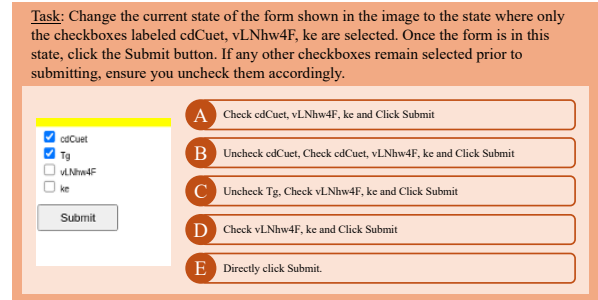 Task: Change the current state of the form shown in the image to the state where only
the checkboxes labeled cdCuet, vLNhw4F, ke are selected. Once the form is in this
state, click the Submit button. If any other checkboxes remain selected prior to
submitting, ensure you uncheck them accordingly.
cdCuet
Tg
vLNhw4F
ke
Submit
A Check cdCuet, vLNhw4F, ke and Click Submit
B Uncheck cdCuet, Check cdCuet, vLNhw4F, ke and Click Submit
C Uncheck Tg, Check vLNhw4F, ke and Click Submit
D Check vLNhw4F, ke and Click Submit
E Directly click Submit.